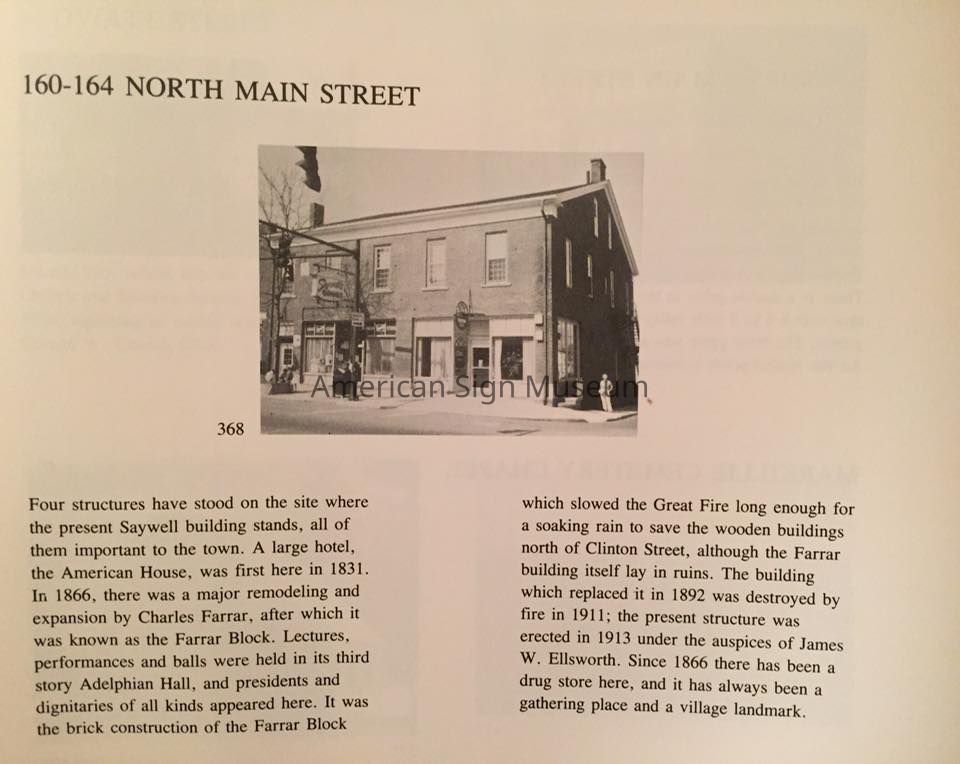 160-164 NORTH MAIN STREET
American Sign Museum
368
Four structures have stood on the site where
the present Saywell building stands, all of
them important to the town. A large hotel,
the American House, was first here in 1831.
In 1866, there was a major remodeling and
expansion by Charles Farrar, after which it
was known as the Farrar Block. Lectures,
performances and balls were held in its third
story Adelphian Hall, and presidents and
dignitaries of all kinds appeared here. It was
the brick construction of the Farrar Block
which slowed the Great Fire long enough for
a soaking rain to save the wooden buildings
north of Clinton Street, although the Farrar
building itself lay in ruins. The building
which replaced it in 1892 was destroyed by
fire in 1911; the present structure was
erected in 1913 under the auspices of James
W. Ellsworth. Since 1866 there has been a
drug store here, and it has always been a
gathering place and a village landmark.